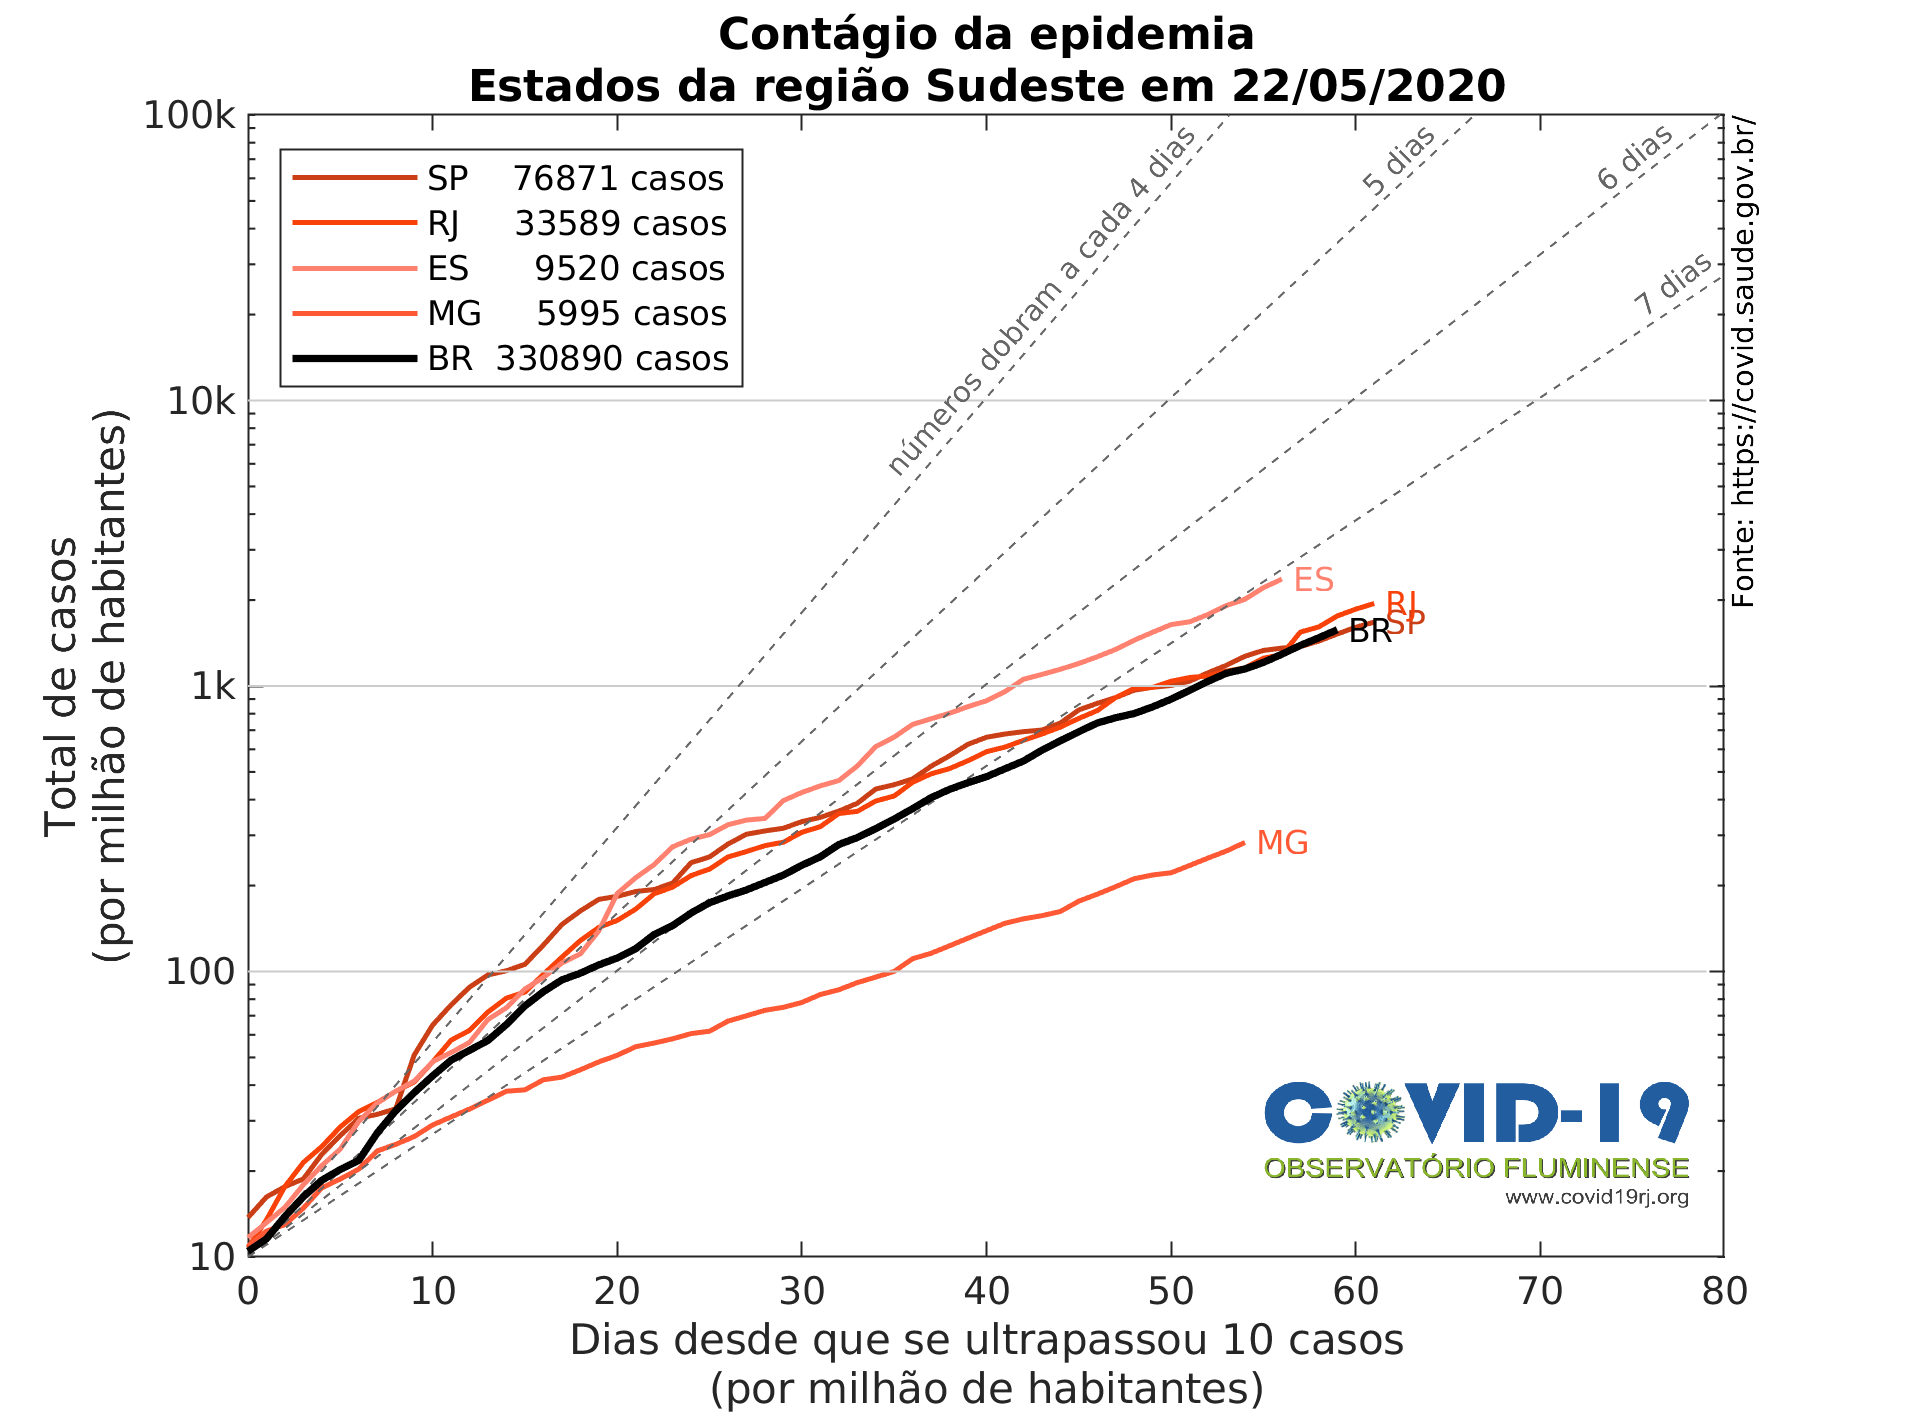 Contágio da epidemia
Estados da região Sudeste em 22/05/2020
100k
10k
1k
100
10
Total de casos
(por milhão de habitantes)
SP 76871 casos
RJ 33589 casos
ES 9520 casos
MG 5995 casos
BR 330890 casos
números dobram a cada 4 dias
5 dias
6 dias
7 dias
Fonte: https://covid.saude.gov.br/
ES
RJ
SP
BR
MG
COVID-19
OBSERVATÓRIO FLUMINENSE
www.covid19rj.org
0 10 20 30 40 50 60 70 80
Dias desde que se ultrapassou 10 casos
(por milhão de habitantes)